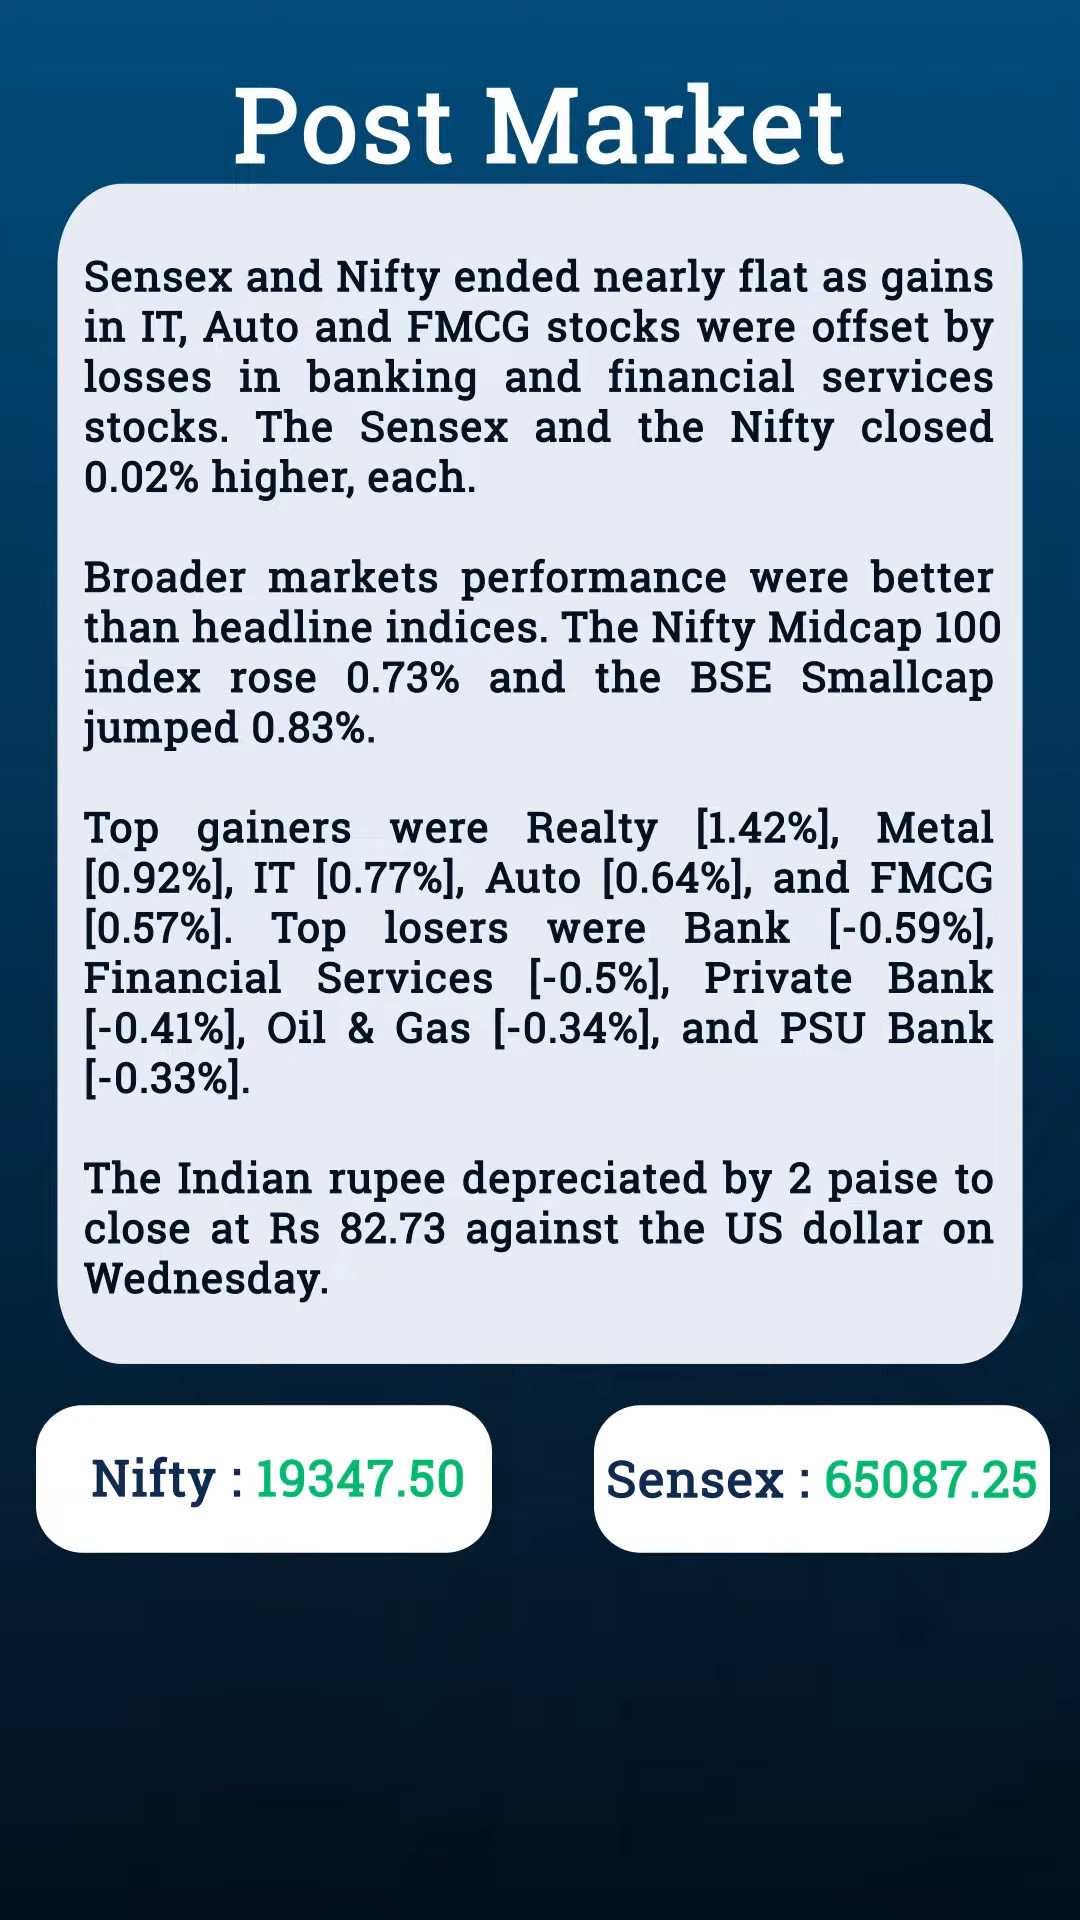 Post Market
Sensex and Nifty ended nearly flat as gains
in IT, Auto and FMCG stocks were offset by
losses in banking and financial services
stocks. The Sensex and the Nifty closed
0.02% higher, each.
Broader markets performance were better
than headline indices. The Nifty Midcap 100
index rose 0.73% and the BSE Smallcap
jumped 0.83%.
Top gainers were Realty [1.42%], Metal
[0.92%], IT [0.77%], Auto [0.64%], and FMCG
[0.57%]. Top losers were Bank [-0.59%],
Financial Services [-0.5%], Private Bank
[-0.41%], Oil & Gas [-0.34%], and PSU Bank
[-0.33%].
The Indian rupee depreciated by 2 paise to
close at Rs 82.73 against the US dollar on
Wednesday.
Nifty : 19347.50
Sensex : 65087.25